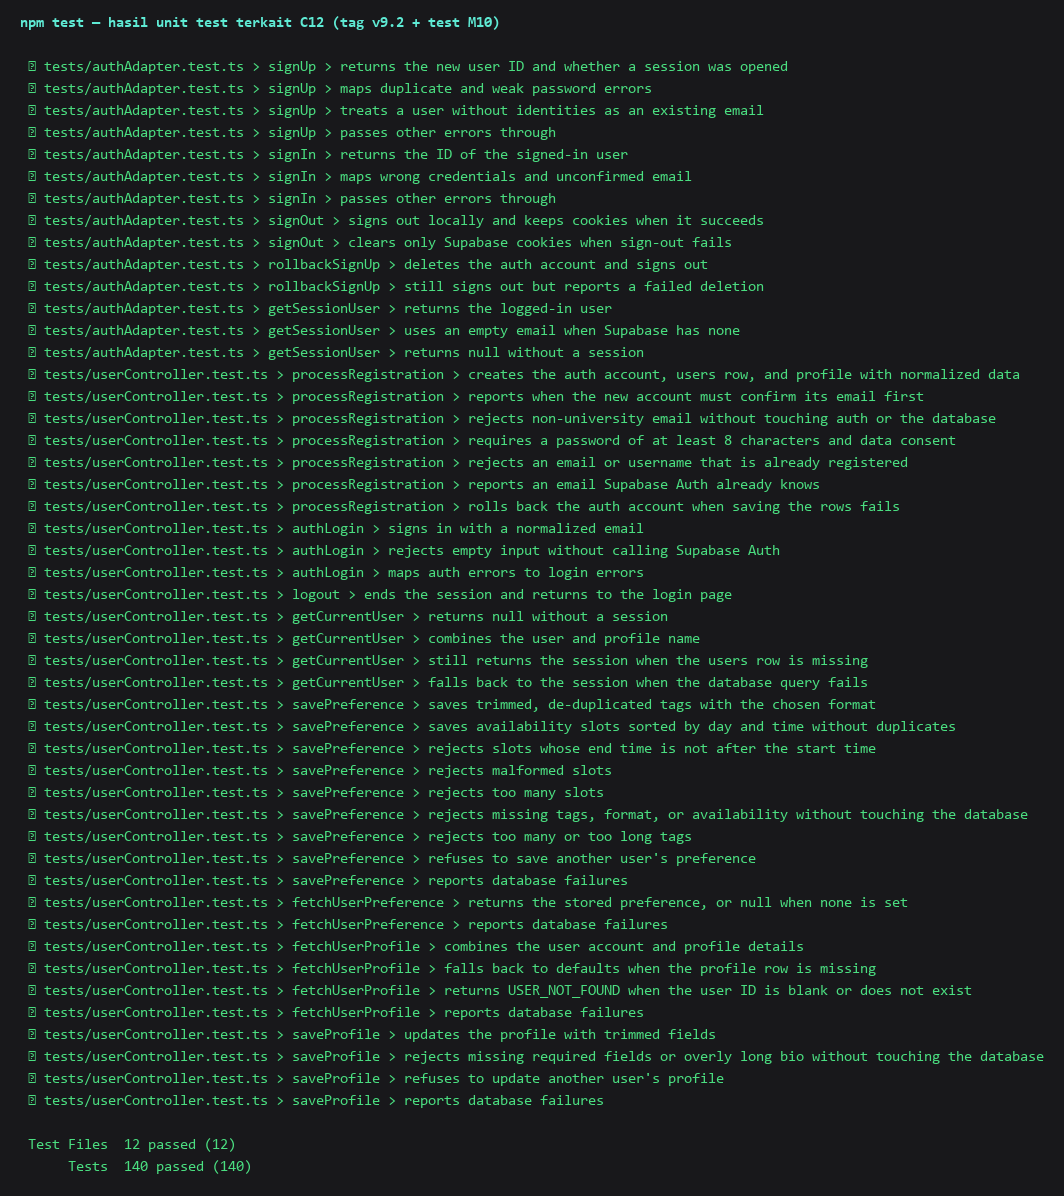 npm test — hasil unit test terkait C12 (tag v9.2 + test M10)
tests/authAdapter.test.ts > signUp > returns the new user ID and whether a session was opened
tests/authAdapter.test.ts > signUp > maps duplicate and weak password errors
tests/authAdapter.test.ts > signUp > treats a user without identities as an existing email
tests/authAdapter.test.ts > signUp > passes other errors through
tests/authAdapter.test.ts > signIn > returns the ID of the signed-in user
tests/authAdapter.test.ts > signIn > maps wrong credentials and unconfirmed email
tests/authAdapter.test.ts > signIn > passes other errors through
tests/authAdapter.test.ts > signOut > signs out locally and keeps cookies when it succeeds
tests/authAdapter.test.ts > signOut > clears only Supabase cookies when sign-out fails
tests/authAdapter.test.ts > rollbackSignUp > deletes the auth account and signs out
tests/authAdapter.test.ts > rollbackSignUp > still signs out but reports a failed deletion
tests/authAdapter.test.ts > getSessionUser > returns the logged-in user
tests/authAdapter.test.ts > getSessionUser > uses an empty email when Supabase has none
tests/authAdapter.test.ts > getSessionUser > returns null without a session
tests/userController.test.ts > processRegistration > creates the auth account, users row, and profile with normalized data
tests/userController.test.ts > processRegistration > reports when the new account must confirm its email first
tests/userController.test.ts > processRegistration > rejects non-university email without touching auth or the database
tests/userController.test.ts > processRegistration > requires a password of at least 8 characters and data consent
tests/userController.test.ts > processRegistration > rejects an email or username that is already registered
tests/userController.test.ts > processRegistration > reports an email Supabase Auth already knows
tests/userController.test.ts > processRegistration > rolls back the auth account when saving the rows fails
tests/userController.test.ts > authLogin > signs in with a normalized email
tests/userController.test.ts > authLogin > rejects empty input without calling Supabase Auth
tests/userController.test.ts > authLogin > maps auth errors to login errors
tests/userController.test.ts > logout > ends the session and returns to the login page
tests/userController.test.ts > getCurrentUser > returns null without a session
tests/userController.test.ts > getCurrentUser > combines the user and profile name
tests/userController.test.ts > getCurrentUser > still returns the session when the users row is missing
tests/userController.test.ts > getCurrentUser > falls back to the session when the database query fails
tests/userController.test.ts > savePreference > saves trimmed, de-duplicated tags with the chosen format
tests/userController.test.ts > savePreference > saves availability slots sorted by day and time without duplicates
tests/userController.test.ts > savePreference > rejects slots whose end time is not after the start time
tests/userController.test.ts > savePreference > rejects malformed slots
tests/userController.test.ts > savePreference > rejects too many slots
tests/userController.test.ts > savePreference > rejects missing tags, format, or availability without touching the database
tests/userController.test.ts > savePreference > rejects too many or too long tags
tests/userController.test.ts > savePreference > refuses to save another user's preference
tests/userController.test.ts > savePreference > reports database failures
tests/userController.test.ts > fetchUserPreference > returns the stored preference, or null when none is set
tests/userController.test.ts > fetchUserPreference > reports database failures
tests/userController.test.ts > fetchUserProfile > combines the user account and profile details
tests/userController.test.ts > fetchUserProfile > falls back to defaults when the profile row is missing
tests/userController.test.ts > fetchUserProfile > returns USER_NOT_FOUND when the user ID is blank or does not exist
tests/userController.test.ts > fetchUserProfile > reports database failures
tests/userController.test.ts > saveProfile > updates the profile with trimmed fields
tests/userController.test.ts > saveProfile > rejects missing required fields or overly long bio without touching the database
tests/userController.test.ts > saveProfile > refuses to update another user's profile
tests/userController.test.ts > saveProfile > reports database failures
Test Files 12 passed (12)
Tests 140 passed (140)